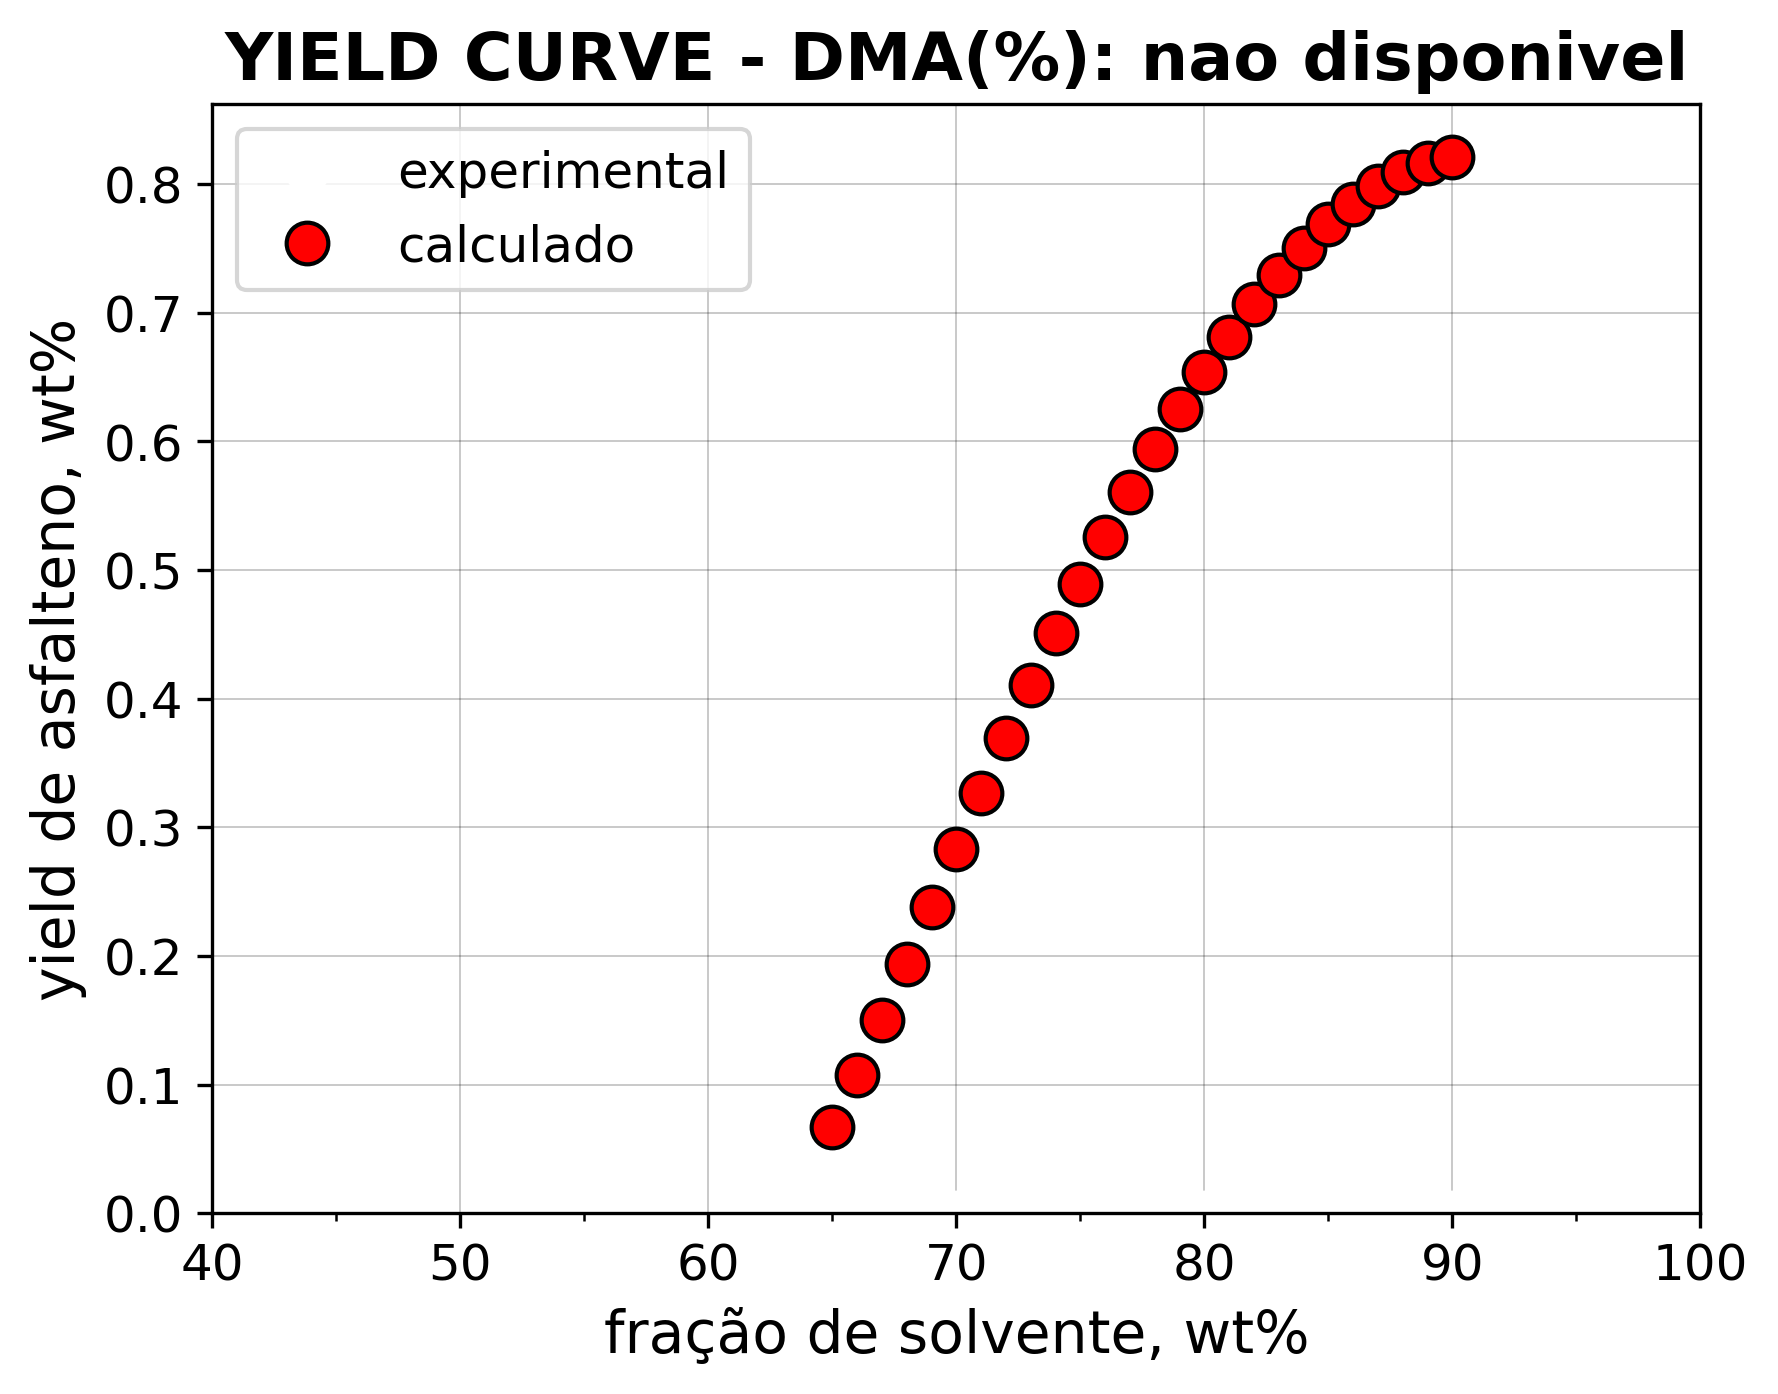 YIELD CURVE - DMA(%): nao disponivel
experimental
calculado
yield de asfalteno, wt%
0.8
0.7
0.6
0.5
0.4
0.3
0.2
0.1
0.0
40 50 60 70 80 90 100
fração de solvente, wt%